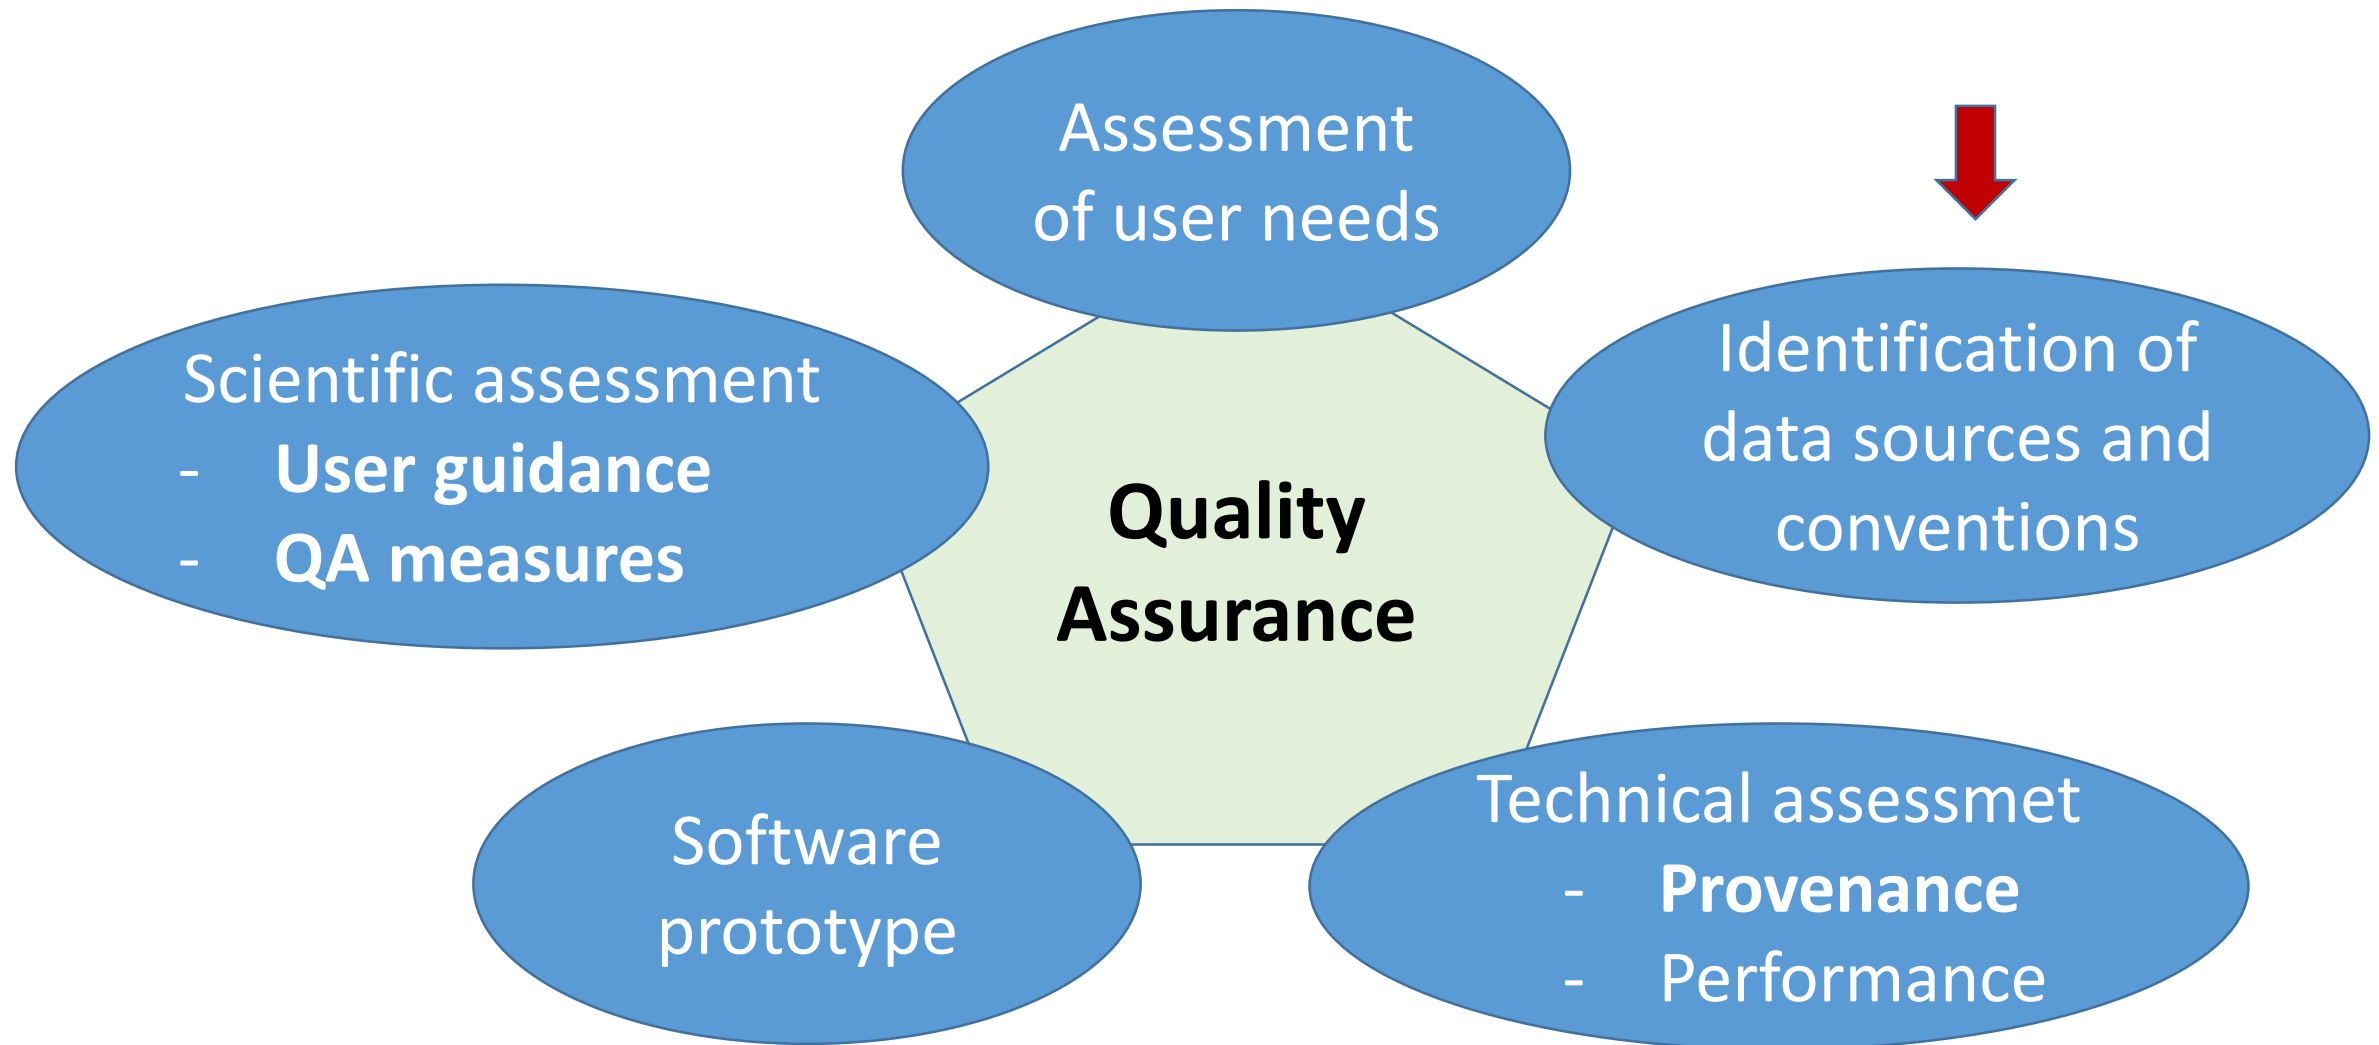 Assessment
of user needs
Identification of
data sources and
conventions
Scientific assessment
- User guidance
- QA measures
Quality
Assurance
Software
prototype
Technical assessmet
- Provenance
- Performance